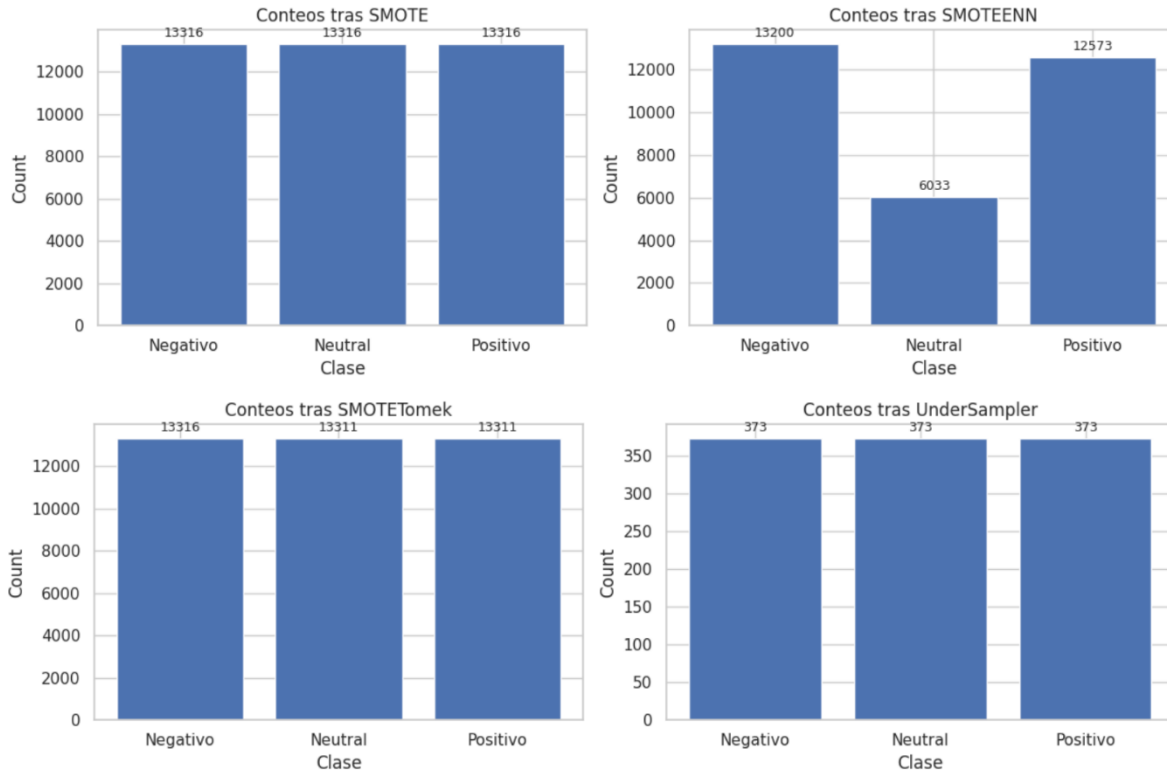 Conteos tras SMOTE
13316 13316 13316
12000
10000
8000
6000
4000
2000
0
Count
Negativo Neutral Positivo
Clase
Conteos tras SMOTEENN
13200 6033 12573
12000
10000
8000
6000
4000
2000
0
Count
Negativo Neutral Positivo
Clase
Conteos tras SMOTETomek
13316 13311 13311
12000
10000
8000
6000
4000
2000
0
Count
Negativo Neutral Positivo
Clase
Conteos tras UnderSampler
373 373 373
350
300
250
200
150
100
50
0
Count
Negativo Neutral Positivo
Clase